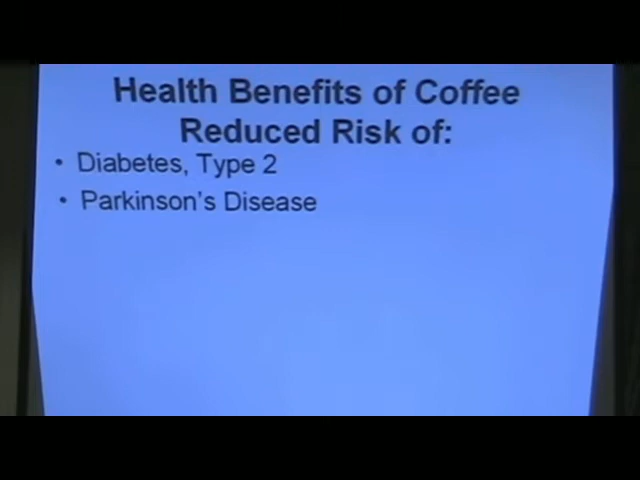 Health Benefits of Coffee
Reduced Risk of:
• Diabetes, Type 2
• Parkinson's Disease